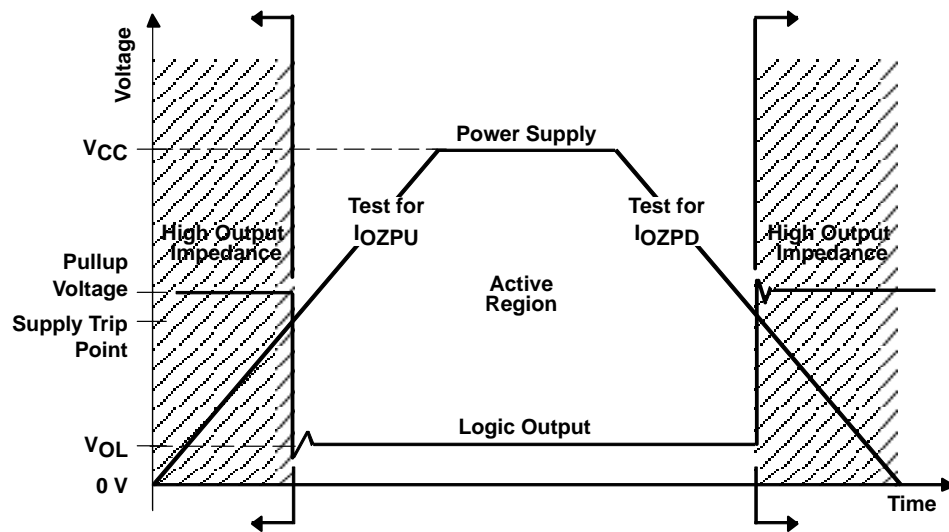 Voltage
VCC
Power Supply
Test for
IOZPU
Test for
IOZPD
High Output
Impedance
High Output
Impedance
Pullup
Voltage
Active
Region
Supply Trip
Point
Logic Output
VOL
0 V
Time